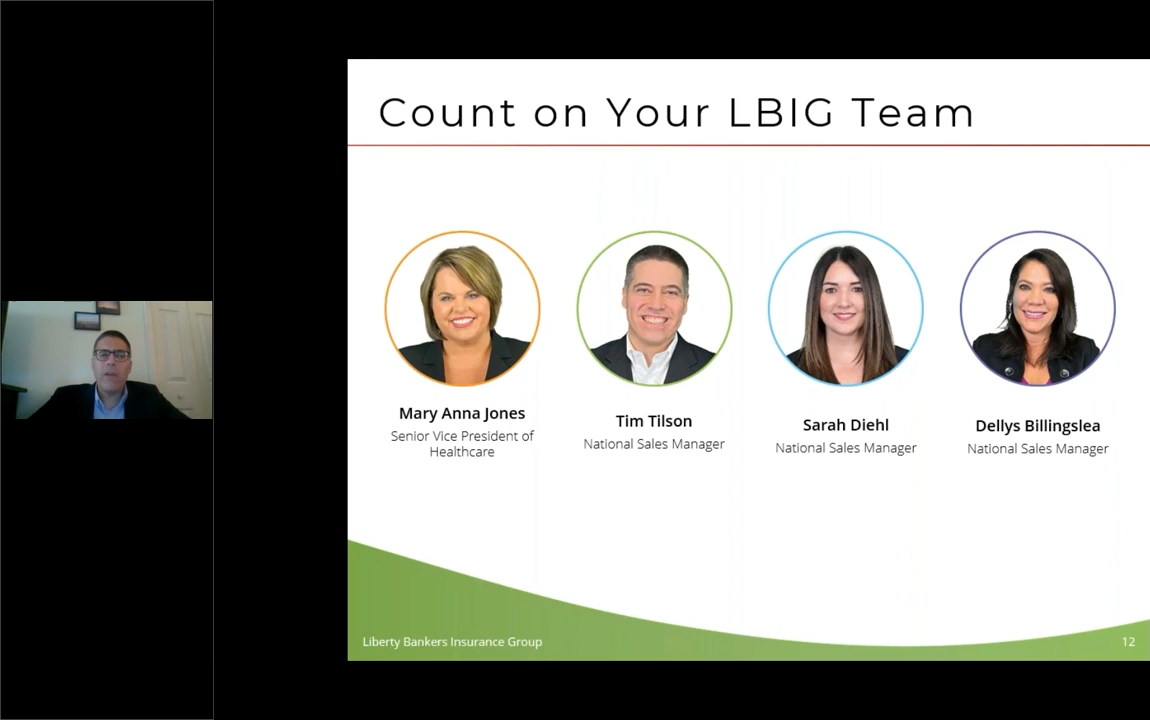 Count on Your LBIG Team
Mary Anna Jones
Senior Vice President of
Healthcare
Tim Tilson
National Sales Manager
Sarah Diehl
National Sales Manager
Dellys Billingslea
National Sales Manager
Liberty Bankers Insurance Group
12